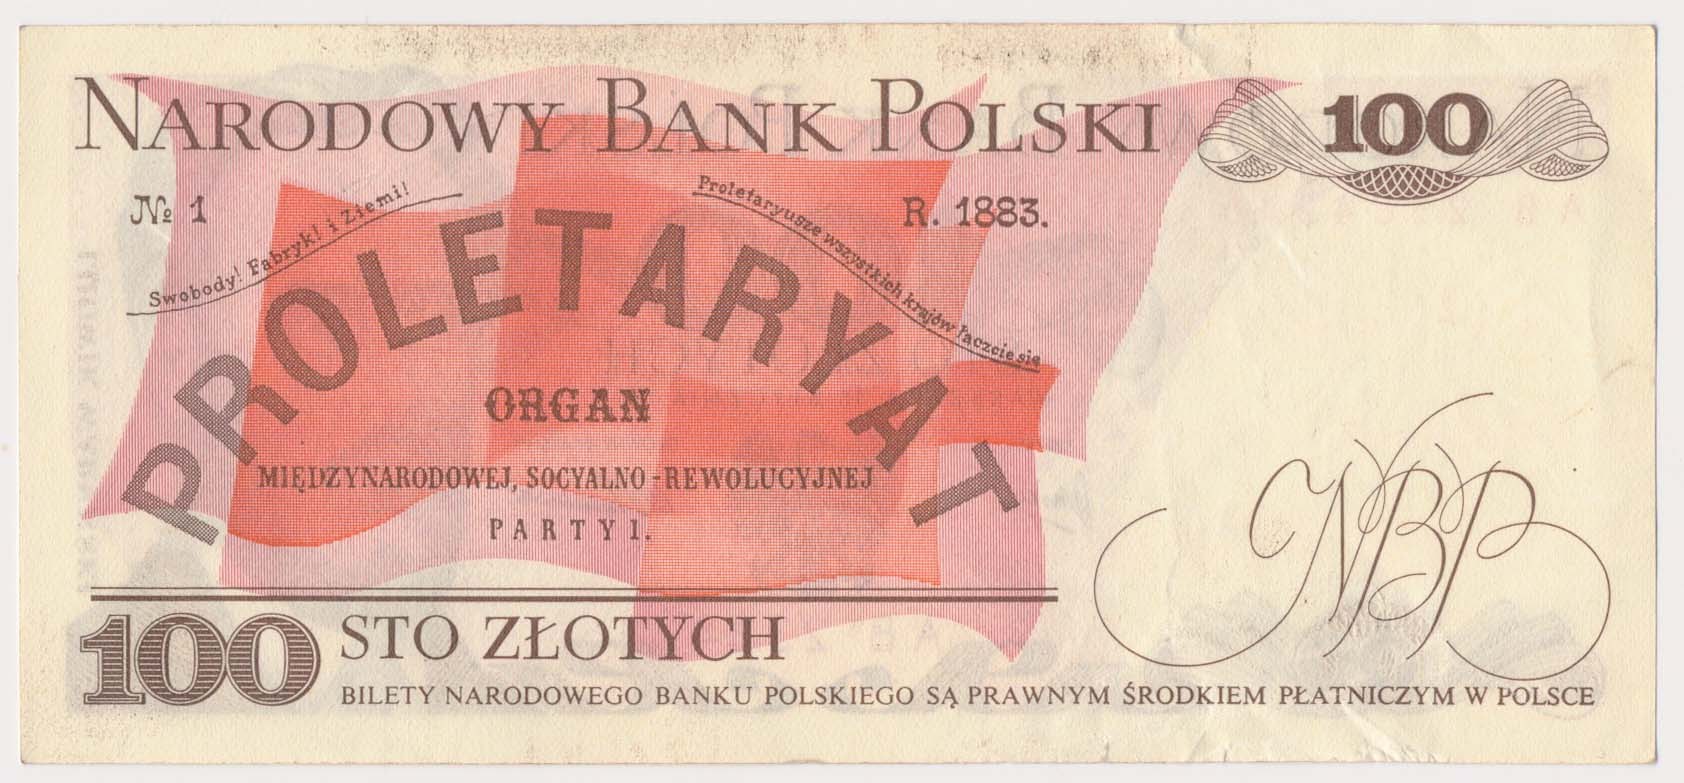 NARODOWY BANK POLSKI 100
№ 1
Swobody! Fabryk! i Ziemi!
Proletaryusze wszystkich krajów łączcie się
R. 1883.
PROLETARYAT
ORGAN
MIĘDZYNARODOWEJ, SOCYALNO-REWOLUCYJNEJ
PARTYI.
NBP
100 STO ZŁOTYCH
BILETY NARODOWEGO BANKU POLSKIEGO SĄ PRAWNYM ŚRODKIEM PŁATNICZYM W POLSCE